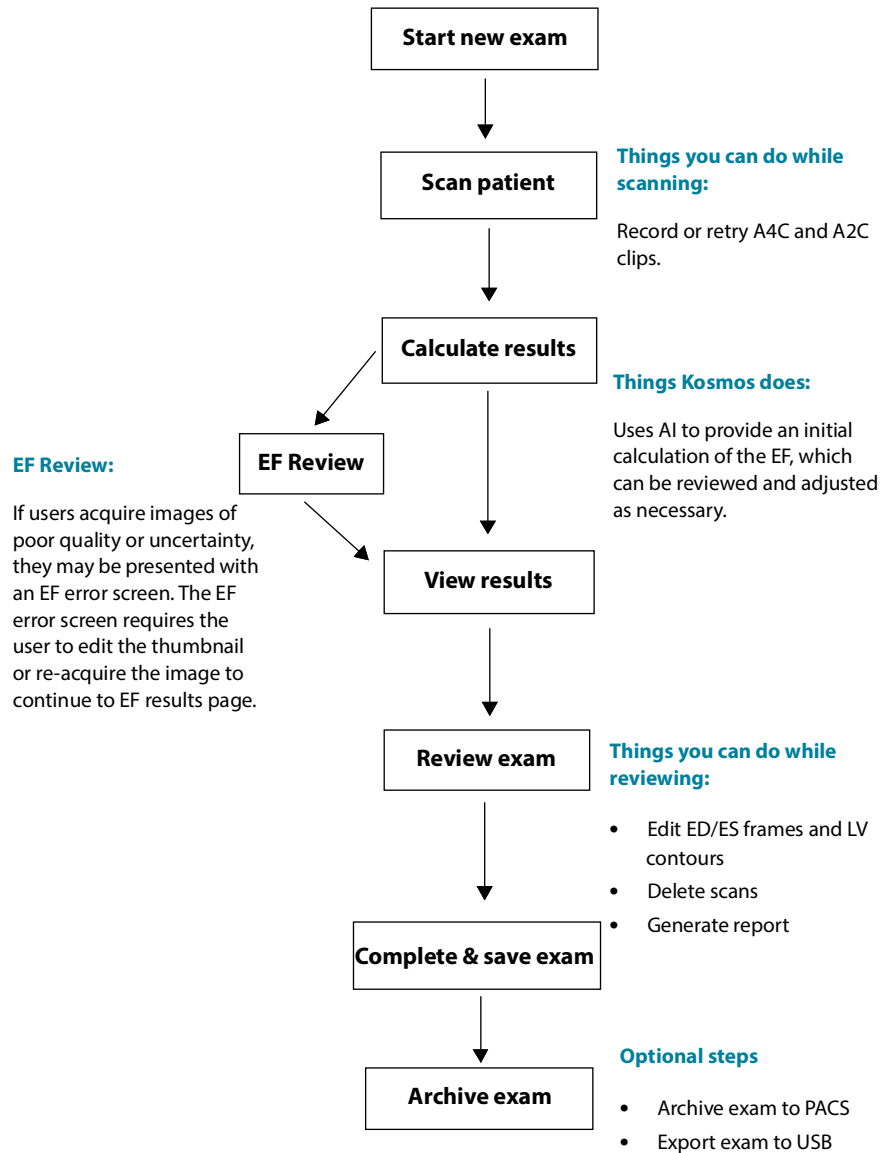 Start new exam
Scan patient
Things you can do while
scanning:
Record or retry A4C and A2C
clips.
Calculate results
Things Kosmos does:
Uses AI to provide an initial
calculation of the EF, which
can be reviewed and adjusted
as necessary.
EF Review
EF Review:
If users acquire images of
poor quality or uncertainty,
they may be presented with
an EF error screen. The EF
error screen requires the
user to edit the thumbnail
or re-acquire the image to
continue to EF results page.
View results
Review exam
Things you can do while
reviewing:
• Edit ED/ES frames and LV
contours
• Delete scans
• Generate report
Complete & save exam
Archive exam
Optional steps
• Archive exam to PACS
• Export exam to USB